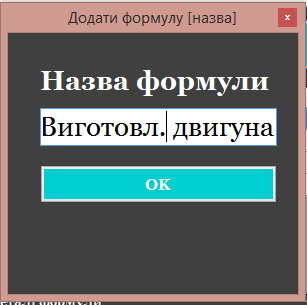 Додати формулу [назва]
x
Назва формули
Виготовл. двигуна
OK